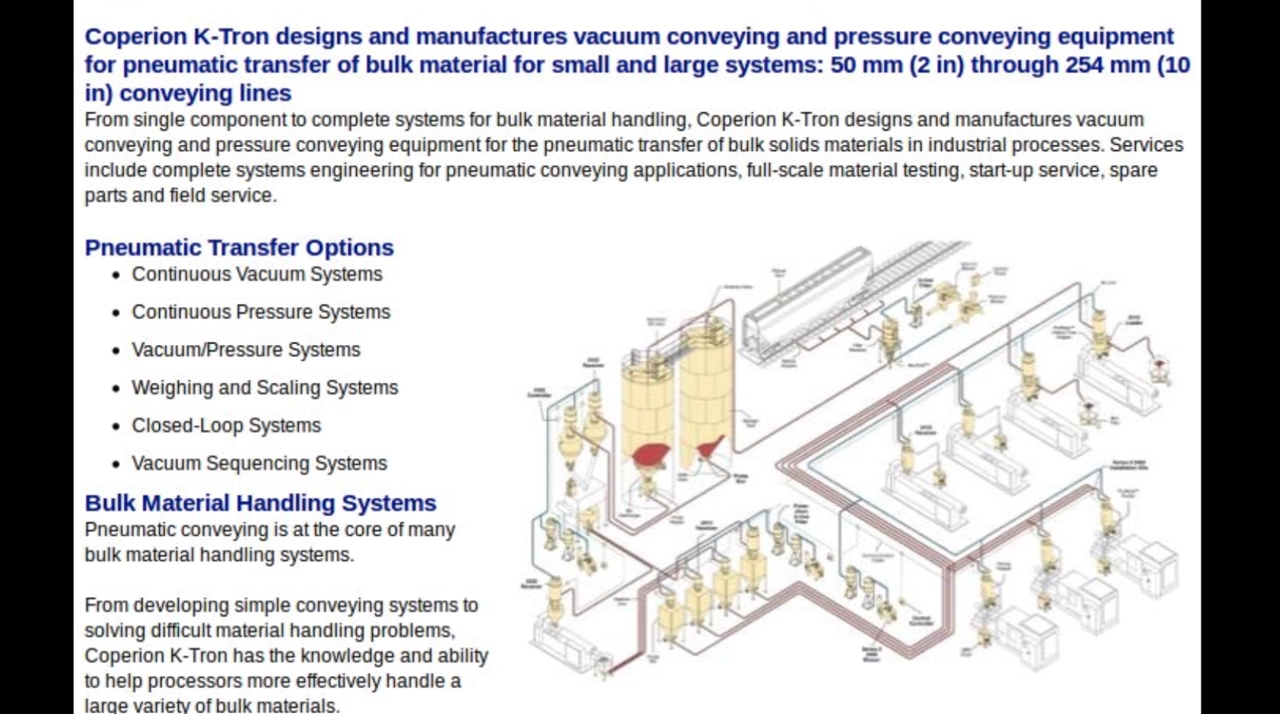 Coperion K-Tron designs and manufactures vacuum conveying and pressure conveying equipment
for pneumatic transfer of bulk material for small and large systems: 50 mm (2 in) through 254 mm (10
in) conveying lines
From single component to complete systems for bulk material handling, Coperion K-Tron designs and manufactures vacuum
conveying and pressure conveying equipment for the pneumatic transfer of bulk solids materials in industrial processes. Services
include complete systems engineering for pneumatic conveying applications, full-scale material testing, start-up service, spare
parts and field service.
Pneumatic Transfer Options
• Continuous Vacuum Systems
• Continuous Pressure Systems
• Vacuum/Pressure Systems
• Weighing and Scaling Systems
• Closed-Loop Systems
• Vacuum Sequencing Systems
Bulk Material Handling Systems
Pneumatic conveying is at the core of many
bulk material handling systems.
From developing simple conveying systems to
solving difficult material handling problems,
Coperion K-Tron has the knowledge and ability
to help processors more effectively handle a
large variety of bulk materials.
Central
Controller